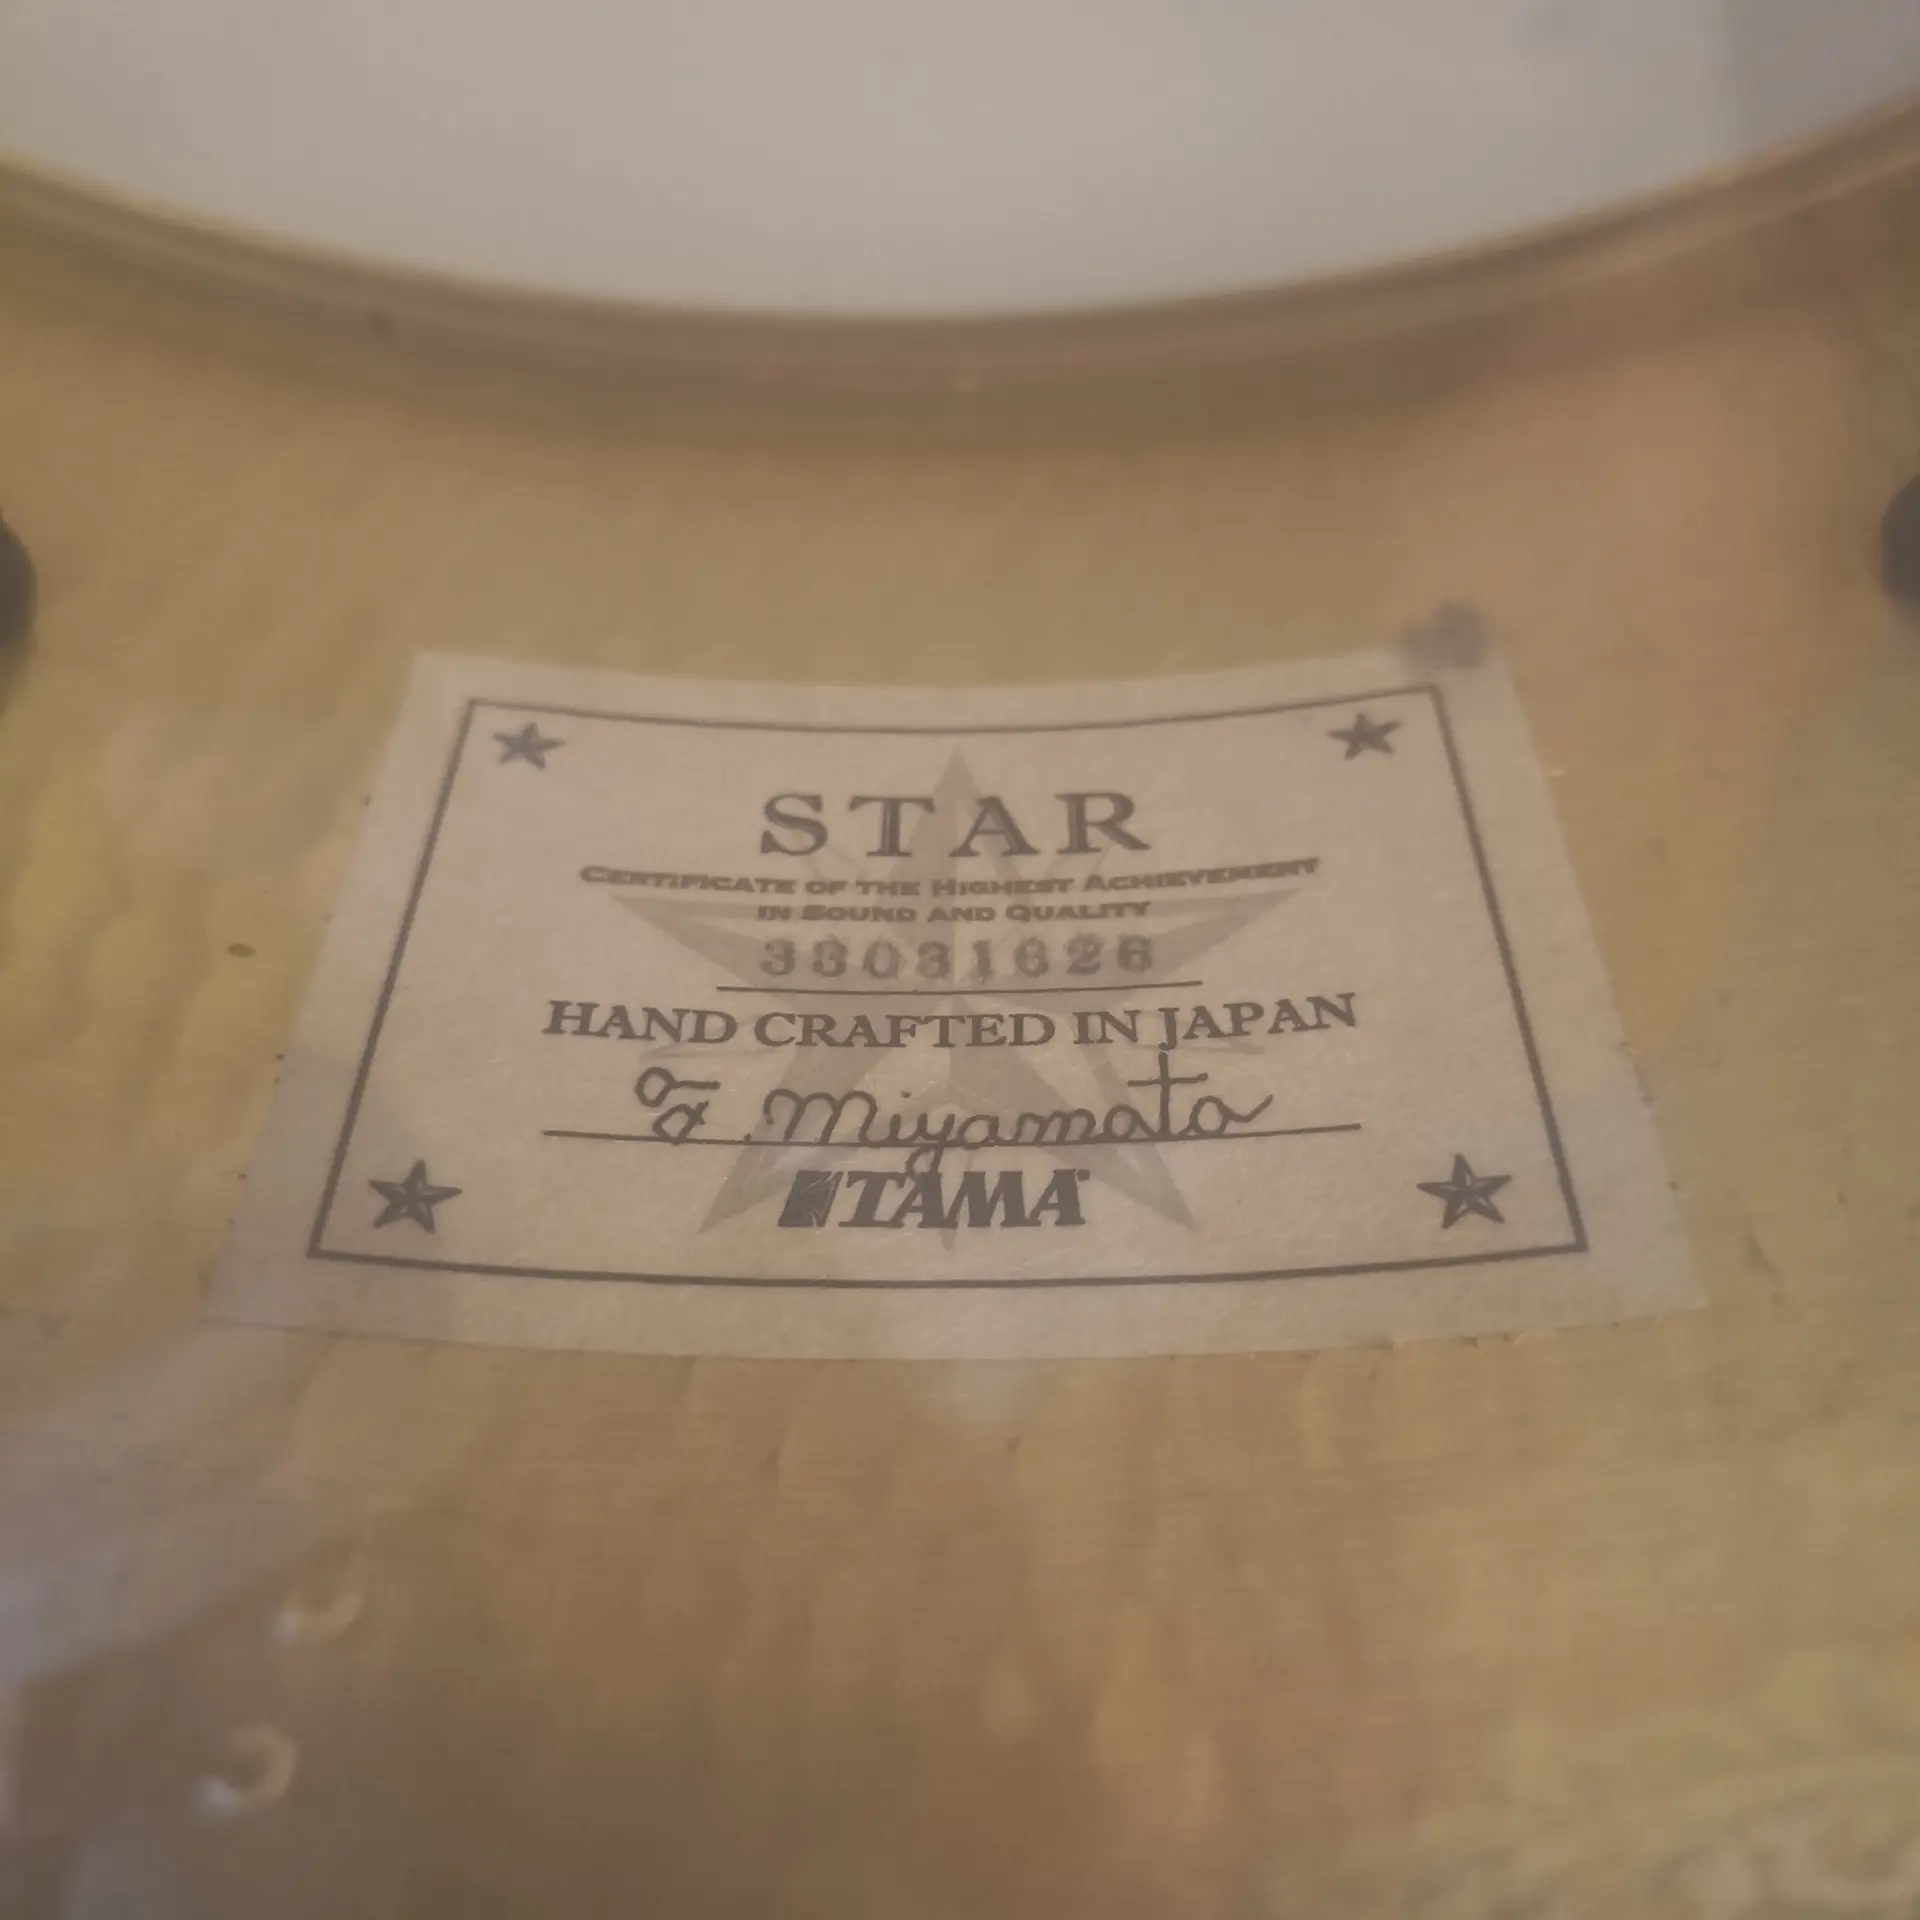 STAR
CERTIFICATE OF THE HIGHEST ACHIEVEMENT
IN SOUND AND QUALITY
33031626
HAND CRAFTED IN JAPAN
F. Miyamoto
TAMA